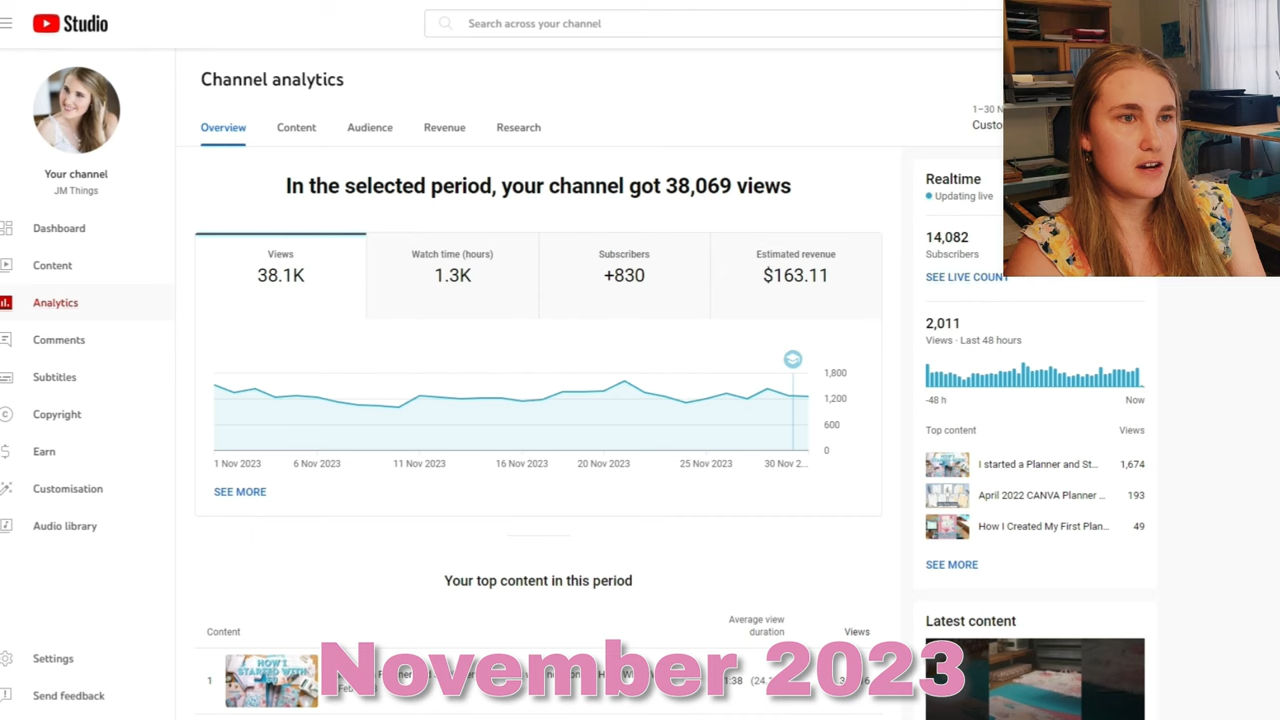 Studio
Search across your channel
Your channel
JM Things
Dashboard
Content
Analytics
Comments
Subtitles
Copyright
Earn
Customisation
Audio library
Settings
Send feedback
Channel analytics
Overview
Content
Audience
Revenue
Research
1–30 N
Custo
In the selected period, your channel got 38,069 views
Views
38.1K
Watch time (hours)
1.3K
Subscribers
+830
Estimated revenue
$163.11
1,800
1,200
600
0
1 Nov 2023
6 Nov 2023
11 Nov 2023
16 Nov 2023
20 Nov 2023
25 Nov 2023
30 Nov 2...
SEE MORE
Your top content in this period
Content
Average view
duration
Views
1
HOW I
STARTED WITH
Realtime
Updating live
14,082
Subscribers
SEE LIVE COUNT
2,011
Views · Last 48 hours
-48 h
Now
Top content
Views
I started a Planner and St...
1,674
April 2022 CANVA Planner ...
193
How I Created My First Plan...
49
SEE MORE
Latest content
November 2023